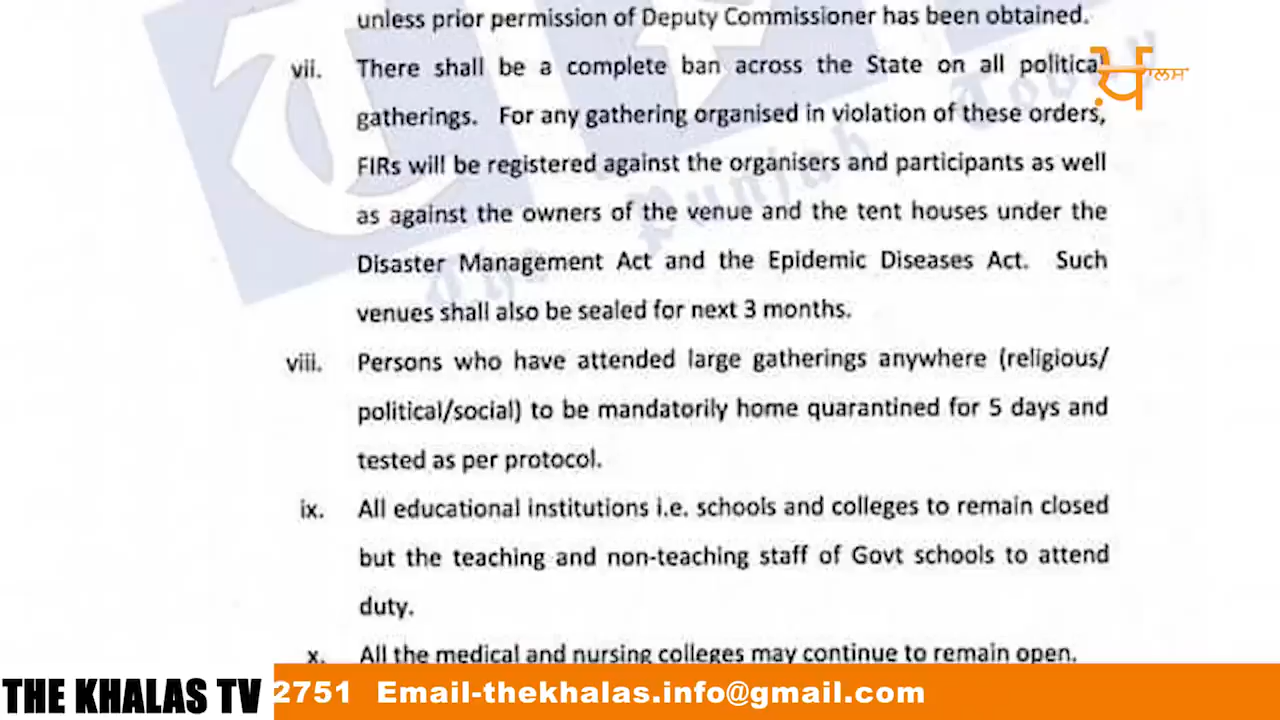 unless prior permission of Deputy Commissioner has been obtained.
vii. There shall be a complete ban across the State on all political
gatherings. For any gathering organised in violation of these orders,
FIRs will be registered against the organisers and participants as well
as against the owners of the venue and the tent houses under the
Disaster Management Act and the Epidemic Diseases Act. Such
venues shall also be sealed for next 3 months.
viii. Persons who have attended large gatherings anywhere (religious/
political/social) to be mandatorily home quarantined for 5 days and
tested as per protocol.
ix. All educational institutions i.e. schools and colleges to remain closed
but the teaching and non-teaching staff of Govt schools to attend
duty.
x. All the medical and nursing colleges may continue to remain open.
ਖ਼ਾਲਸ
The Punjab Today
THE KHALAS TV
2751 Email-thekhalas.info@gmail.com